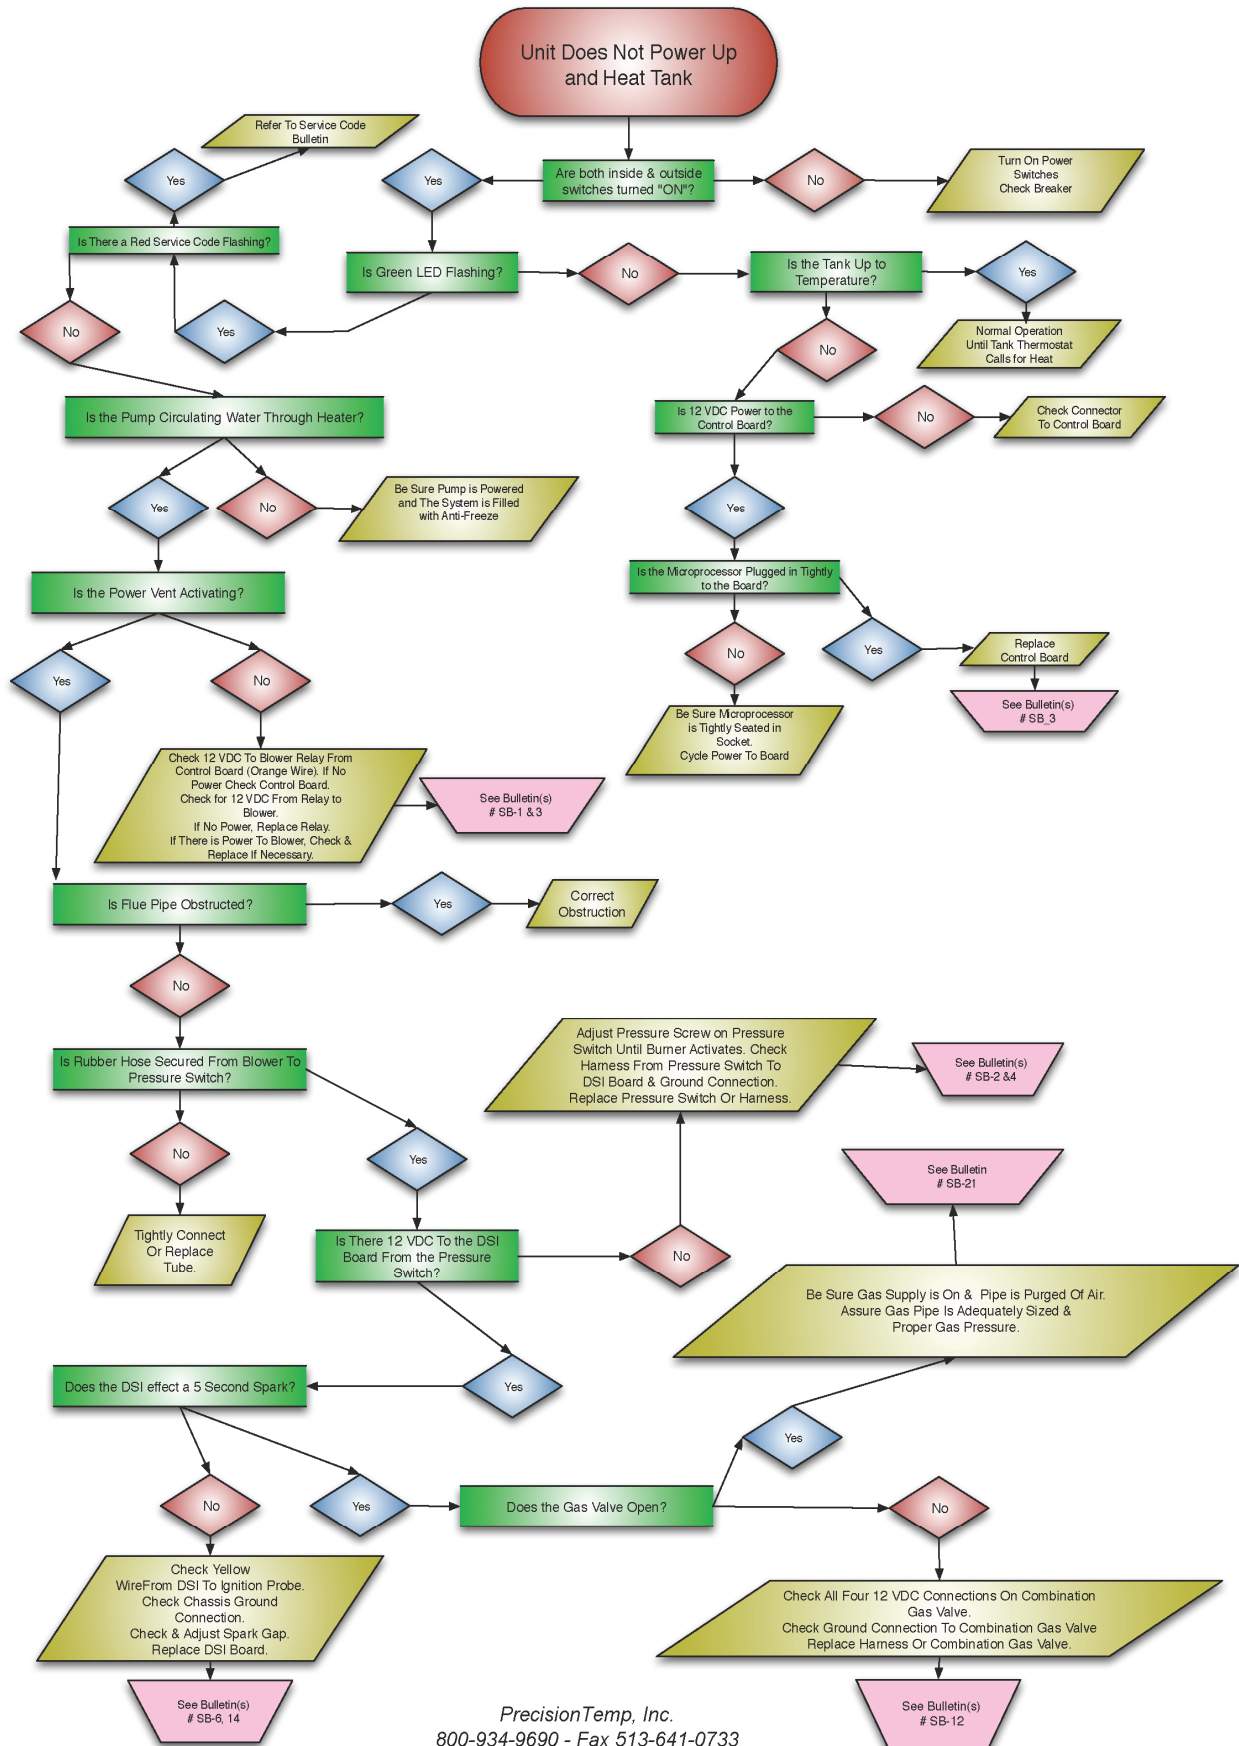 Unit Does Not Power Up
and Heat Tank
Refer To Service Code
Bulletin
Yes
Yes
Are both inside & outside
switches turned "ON"?
No
Turn On Power
Switches
Check Breaker
Is There a Red Service Code Flashing?
Is Green LED Flashing?
No
Is the Tank Up to
Temperature?
Yes
No
Yes
Normal Operation
Until Tank Thermostat
Calls for Heat
No
Is the Pump Circulating Water Through Heater?
Is 12 VDC Power to the
Control Board?
No
Check Connector
To Control Board
Yes
No
Be Sure Pump is Powered
and The System is Filled
with Anti-Freeze
Yes
Is the Power Vent Activating?
Is the Microprocessor Plugged in Tightly
to the Board?
Yes
No
No
Yes
Replace
Control Board
See Bulletin(s)
# SB_3
Be Sure Microprocessor
is Tightly Seated in
Socket.
Cycle Power To Board
Check 12 VDC To Blower Relay From
Control Board (Orange Wire). If No
Power Check Control Board.
Check for 12 VDC From Relay to
Blower.
If No Power, Replace Relay.
If There is Power To Blower, Check &
Replace If Necessary.
See Bulletin(s)
# SB-1 & 3
Is Flue Pipe Obstructed?
Yes
Correct
Obstruction
No
Is Rubber Hose Secured From Blower To
Pressure Switch?
Adjust Pressure Screw on Pressure
Switch Until Burner Activates. Check
Harness From Pressure Switch To
DSI Board & Ground Connection.
Replace Pressure Switch Or Harness.
See Bulletin(s)
# SB-2 &4
No
Yes
See Bulletin
# SB-21
Tightly Connect
Or Replace
Tube.
Is There 12 VDC To the DSI
Board From the Pressure
Switch?
No
Be Sure Gas Supply is On & Pipe is Purged Of Air.
Assure Gas Pipe Is Adequately Sized &
Proper Gas Pressure.
Does the DSI effect a 5 Second Spark?
Yes
Yes
No
Yes
Does the Gas Valve Open?
No
Check Yellow
WireFrom DSI To Ignition Probe.
Check Chassis Ground
Connection.
Check & Adjust Spark Gap.
Replace DSI Board.
Check All Four 12 VDC Connections On Combination
Gas Valve.
Check Ground Connection To Combination Gas Valve
Replace Harness Or Combination Gas Valve.
See Bulletin(s)
# SB-6, 14
See Bulletin(s)
# SB-12
PrecisionTemp, Inc.
800-934-9690 - Fax 513-641-0733